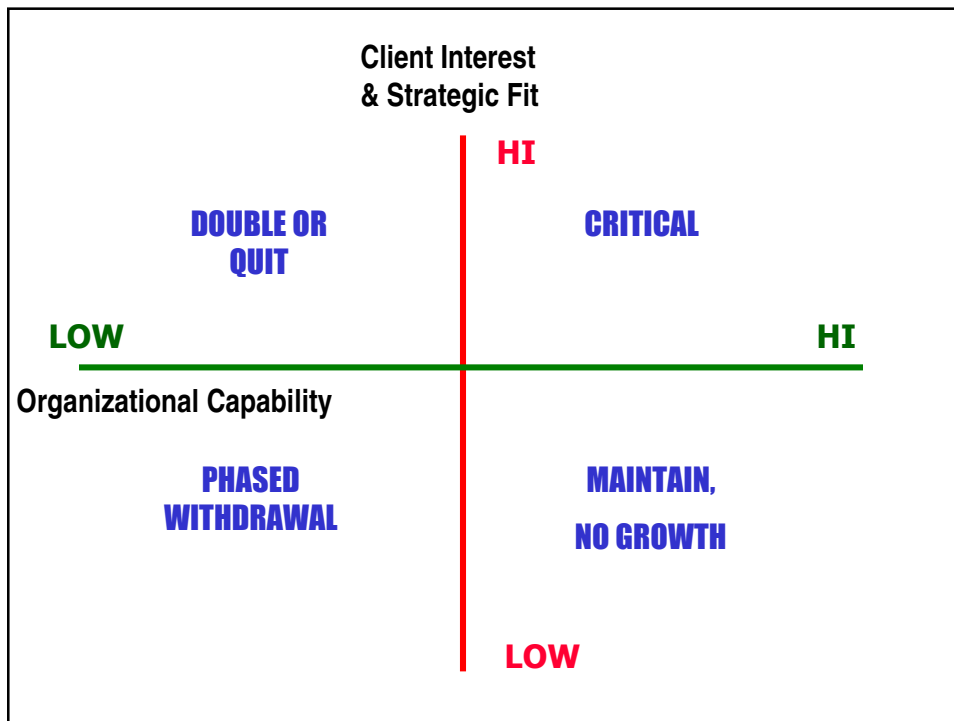 Client Interest
& Strategic Fit
HI
DOUBLE OR
QUIT
CRITICAL
LOW
HI
Organizational Capability
PHASED
WITHDRAWAL
MAINTAIN,
NO GROWTH
LOW